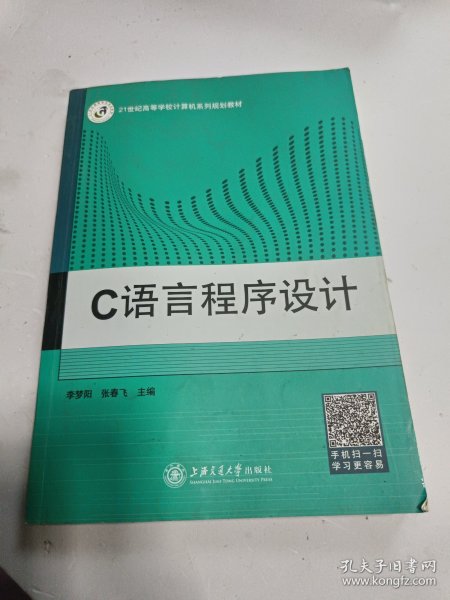 21世纪高等学校计算机系列规划教材
C语言程序设计
李梦阳 张春飞 主编
手机扫一扫
学习更容易
上海交通大学出版社
SHANGHAI JIAO TONG UNIVERSITY PRESS
孔夫子旧书网
www.kongfz.com